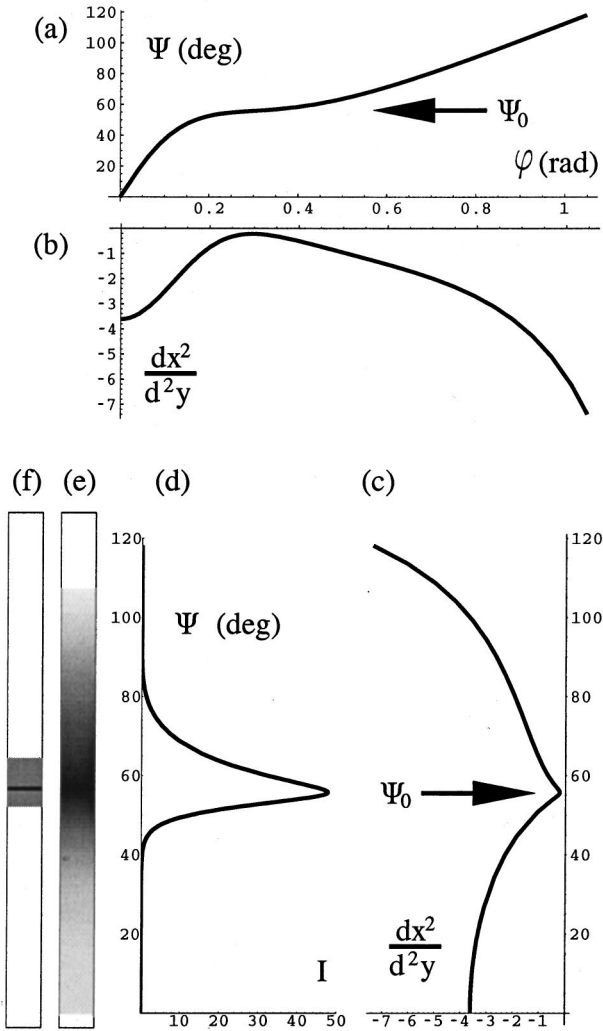 (a)
120
100
80
60
40
20
Ψ (deg)
Ψ0
φ (rad)
0.2 0.4 0.6 0.8 1
(b)
-1
-2
-3
-4
-5
-6
-7
dx²
d²y
(f) (e) (d) (c)
120
100
80
60
40
20
Ψ (deg)
I
10 20 30 40 50
120
100
80
60
40
20
Ψ0
dx²
d²y
-7 -6 -5 -4 -3 -2 -1